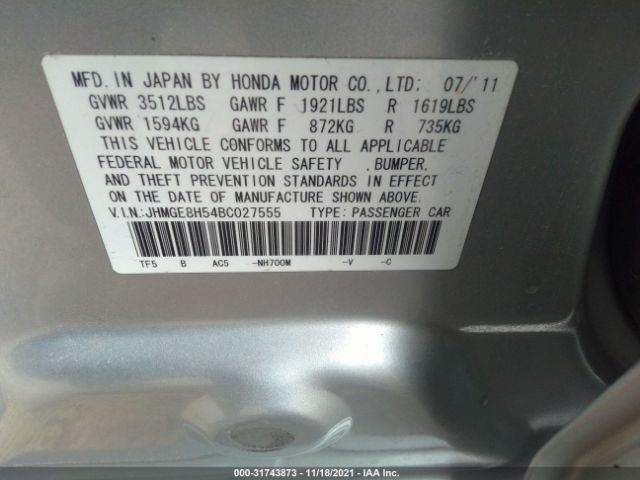 MFD. IN JAPAN BY HONDA MOTOR CO., LTD: 07/'11
GVWR 3512LBS GAWR F 1921LBS R 1619LBS
GVWR 1594KG GAWR F 872KG R 735KG
THIS VEHICLE CONFORMS TO ALL APPLICABLE
FEDERAL MOTOR VEHICLE SAFETY ,BUMPER,
AND THEFT PREVENTION STANDARDS IN EFFECT
ON THE DATE OF MANUFACTURE SHOWN ABOVE.
V.I.N.:JHMGE8H54BC027555 TYPE: PASSENGER CAR
TF5 B AC5 -NH700M -V -C
000-31743873 - 11/18/2021 - IAA Inc.